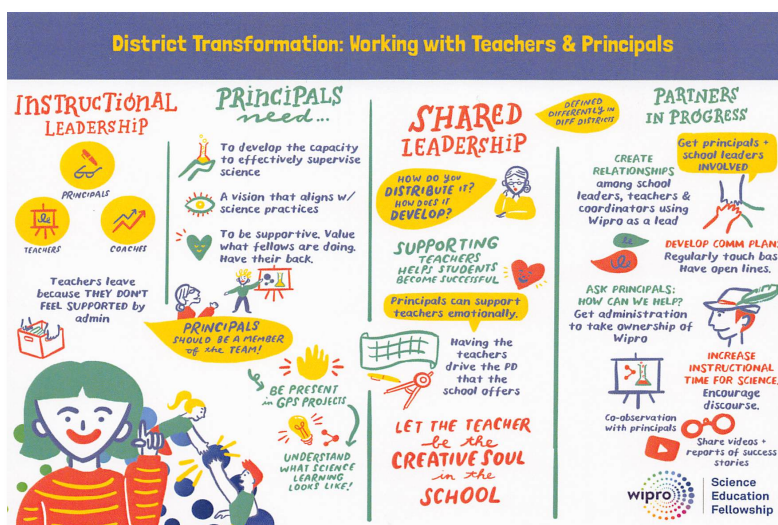 District Transformation: Working with Teachers & Principals
INSTRUCTIONAL
LEADERSHIP
PRINCIPALS
TEACHERS
COACHES
Teachers leave
because THEY DON'T
FEEL SUPPORTED by
admin
PRINCIPALS
need...
To develop the capacity
to effectively supervise
science
A vision that aligns w/
science practices
To be supportive. Value
what fellows are doing.
Have their back.
PRINCIPALS
SHOULD BE A MEMBER
of the TEAM!
BE PRESENT
in GPS PROJECTS
UNDERSTAND
WHAT SCIENCE
LEARNING
LOOKS LIKE!
SHARED
LEADERSHIP
DEFINED
DIFFERENTLY IN
DIFF DISTRICTS
HOW DO YOU
DISTRIBUTE IT?
HOW DOES IT
DEVELOP?
SUPPORTING
TEACHERS
HELPS STUDENTS
BECOME SUCCESSFUL
Principals can support
teachers emotionally.
Having the
teachers
drive the PD
that the
school offers
LET THE TEACHER
be the
CREATIVE SOUL
in the
SCHOOL
PARTNERS
IN PROGRESS
Get principals +
school leaders
INVOLVED
CREATE
RELATIONSHIPS
among school
leaders, teachers &
coordinators using
Wipro as a lead
DEVELOP COMM PLAN:
Regularly touch bas
Have open lines.
ASK PRINCIPALS:
HOW CAN WE HELP?
Get administration
to take ownership of
Wipro
INCREASE
INSTRUCTIONAL
TIME FOR SCIENCE.
Encourage
discourse.
Co-observation
with principals
Share videos +
reports of success
stories
wipro
Science
Education
Fellowship